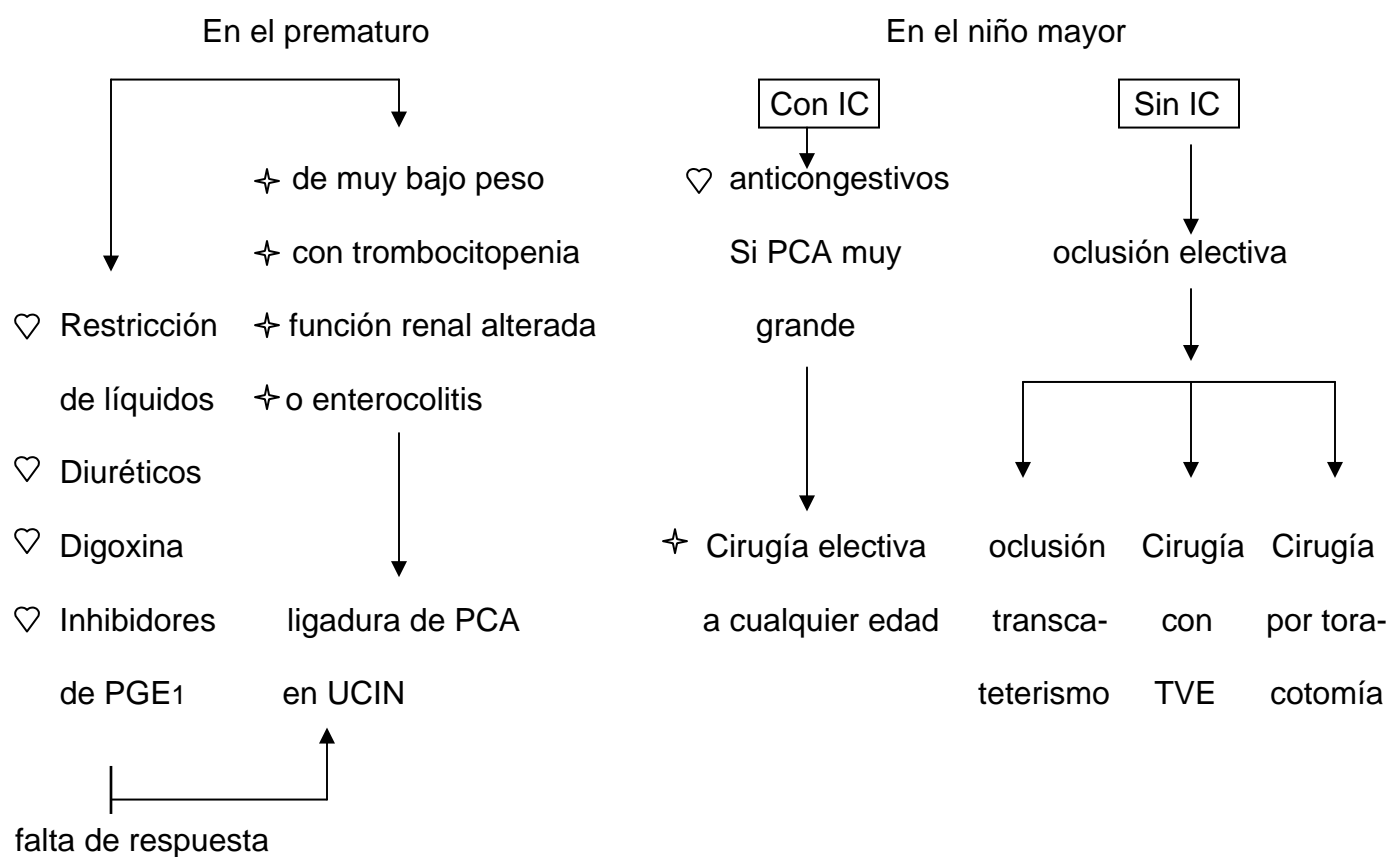 En el prematuro
En el niño mayor
Con IC
Sin IC
de muy bajo peso
con trombocitopenia
función renal alterada
o enterocolitis
Restricción
de líquidos
Diuréticos
Digoxina
Inhibidores
de PGE1
ligadura de PCA
en UCIN
falta de respuesta
anticongestivos
Si PCA muy
grande
Cirugía electiva
a cualquier edad
oclusión electiva
oclusión
transca-
teterismo
Cirugía
con
TVE
Cirugía
por tora-
cotomía